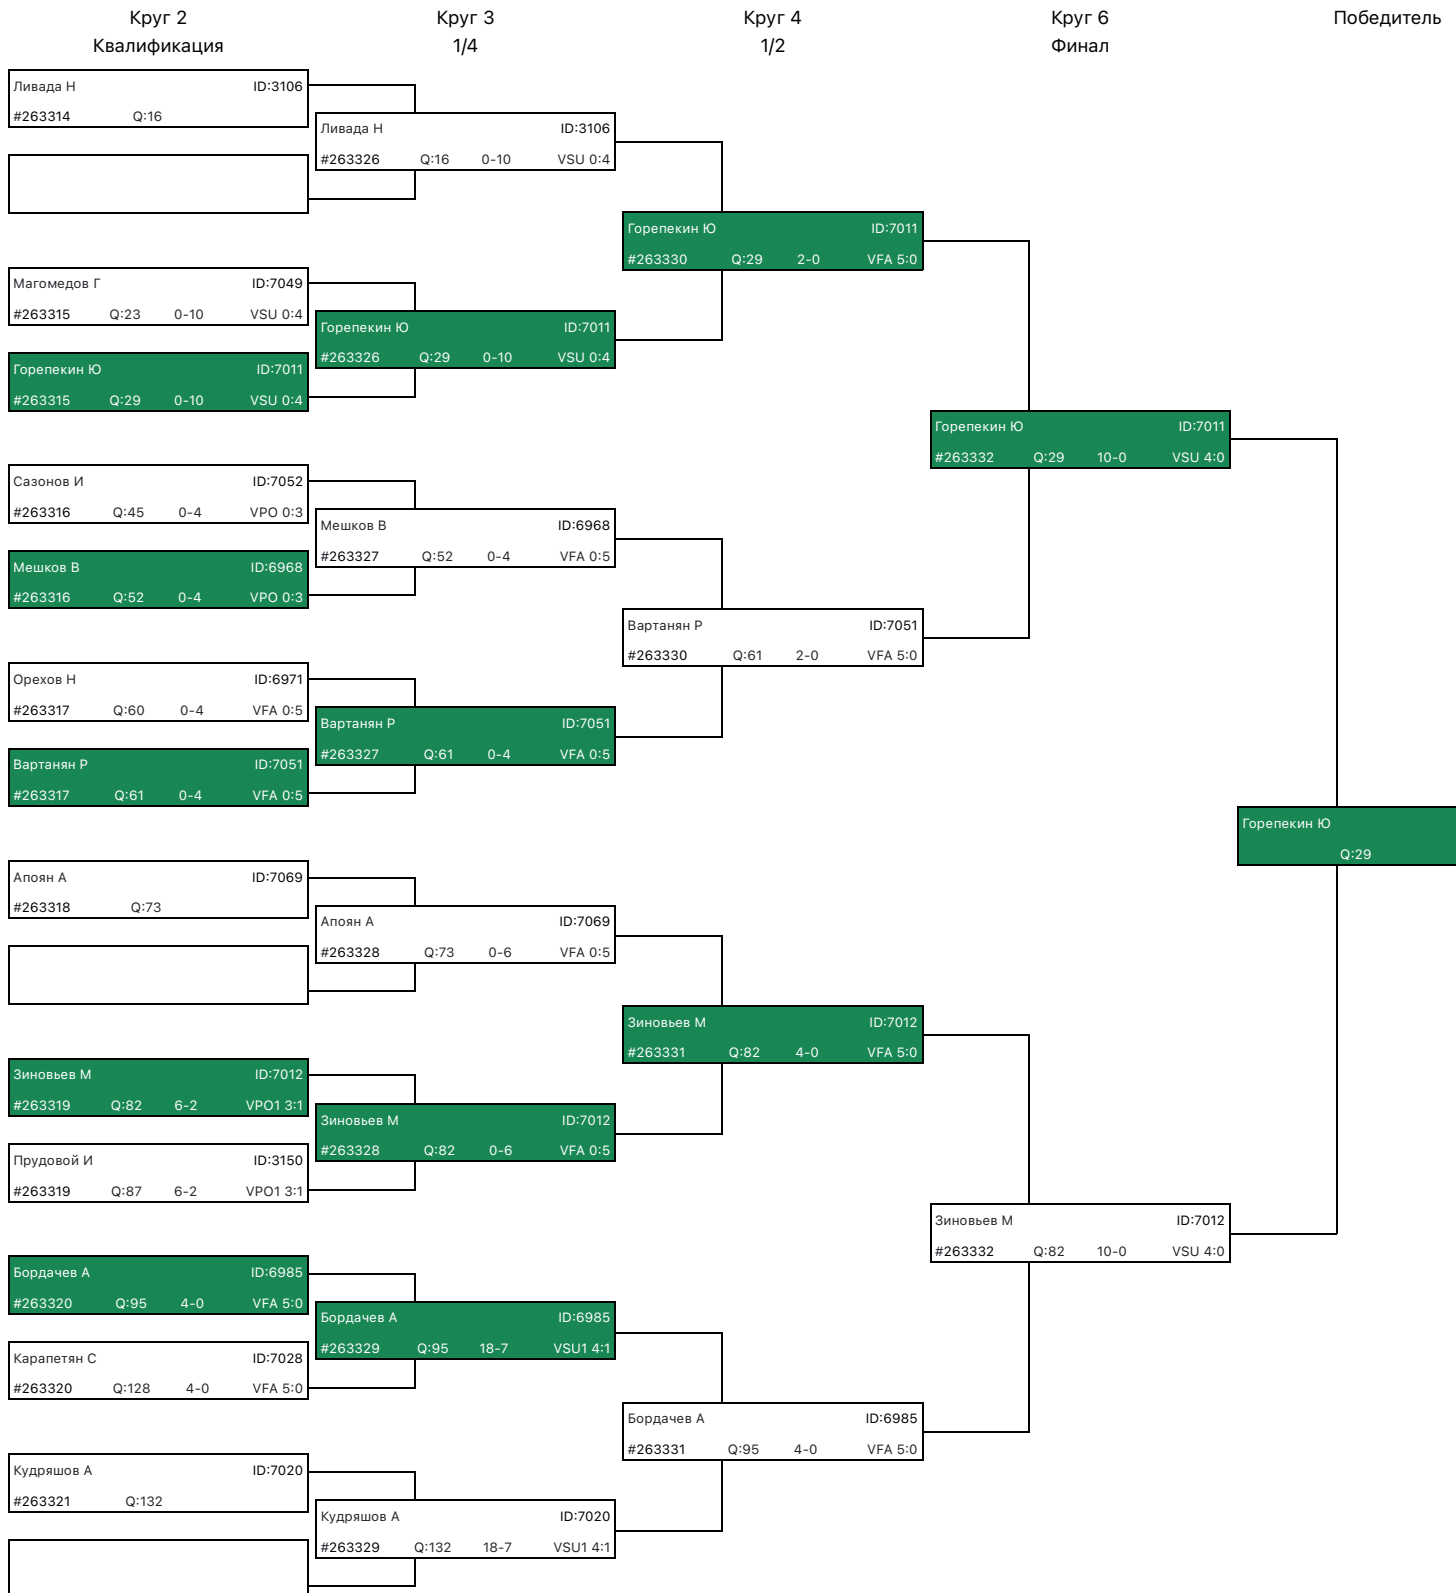 Круг 2
Квалификация
Круг 3
1/4
Круг 4
1/2
Круг 6
Финал
Победитель
Ливада Н ID:3106
#263314 Q:16
Магомедов Г ID:7049
#263315 Q:23 0-10 VSU 0:4
Горепекин Ю ID:7011
#263315 Q:29 0-10 VSU 0:4
Сазонов И ID:7052
#263316 Q:45 0-4 VPO 0:3
Мешков В ID:6968
#263316 Q:52 0-4 VPO 0:3
Орехов Н ID:6971
#263317 Q:60 0-4 VFA 0:5
Вартанян Р ID:7051
#263317 Q:61 0-4 VFA 0:5
Апоян А ID:7069
#263318 Q:73
Зиновьев М ID:7012
#263319 Q:82 6-2 VPO1 3:1
Прудовой И ID:3150
#263319 Q:87 6-2 VPO1 3:1
Бордачев А ID:6985
#263320 Q:95 4-0 VFA 5:0
Карапетян С ID:7028
#263320 Q:128 4-0 VFA 5:0
Кудряшов А ID:7020
#263321 Q:132
Ливада Н ID:3106
#263326 Q:16 0-10 VSU 0:4
Горепекин Ю ID:7011
#263326 Q:29 0-10 VSU 0:4
Мешков В ID:6968
#263327 Q:52 0-4 VFA 0:5
Вартанян Р ID:7051
#263327 Q:61 0-4 VFA 0:5
Апоян А ID:7069
#263328 Q:73 0-6 VFA 0:5
Зиновьев М ID:7012
#263328 Q:82 0-6 VFA 0:5
Бордачев А ID:6985
#263329 Q:95 18-7 VSU1 4:1
Кудряшов А ID:7020
#263329 Q:132 18-7 VSU1 4:1
Горепекин Ю ID:7011
#263330 Q:29 2-0 VFA 5:0
Вартанян Р ID:7051
#263330 Q:61 2-0 VFA 5:0
Зиновьев М ID:7012
#263331 Q:82 4-0 VFA 5:0
Бордачев А ID:6985
#263331 Q:95 4-0 VFA 5:0
Горепекин Ю ID:7011
#263332 Q:29 10-0 VSU 4:0
Зиновьев М ID:7012
#263332 Q:82 10-0 VSU 4:0
Горепекин Ю
Q:29